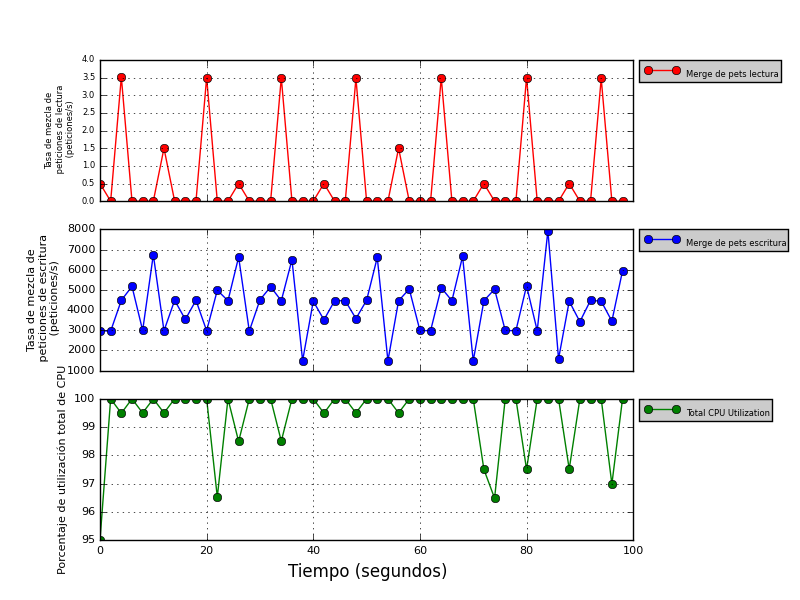 Tasa de mezcla de
peticiones de lectura
(peticiones/s)
4.0
3.5
3.0
2.5
2.0
1.5
1.0
0.5
0.0
Merge de pets lectura
Tasa de mezcla de
peticiones de escritura
(peticiones/s)
8000
7000
6000
5000
4000
3000
2000
1000
Merge de pets escritura
Porcentaje de utilización total de CPU
100
99
98
97
96
95
Total CPU Utilization
0 20 40 60 80 100
Tiempo (segundos)